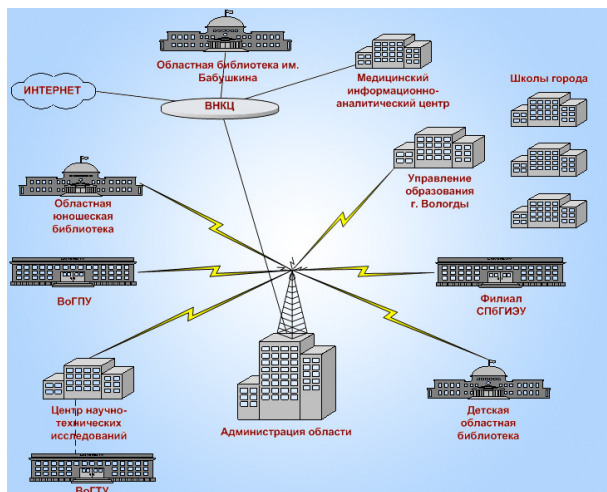 Областная библиотека им.
Бабушкина
Медицинский
информационно-
аналитический центр
Школы города
ИНТЕРНЕТ
ВНКЦ
Управление
образования
г. Вологды
Областная
юношеская
библиотека
ВоГПУ
Филиал
СПбГИЭУ
Центр научно-
технических
исследований
Администрация области
Детская
областная
библиотека
ВоГТУ